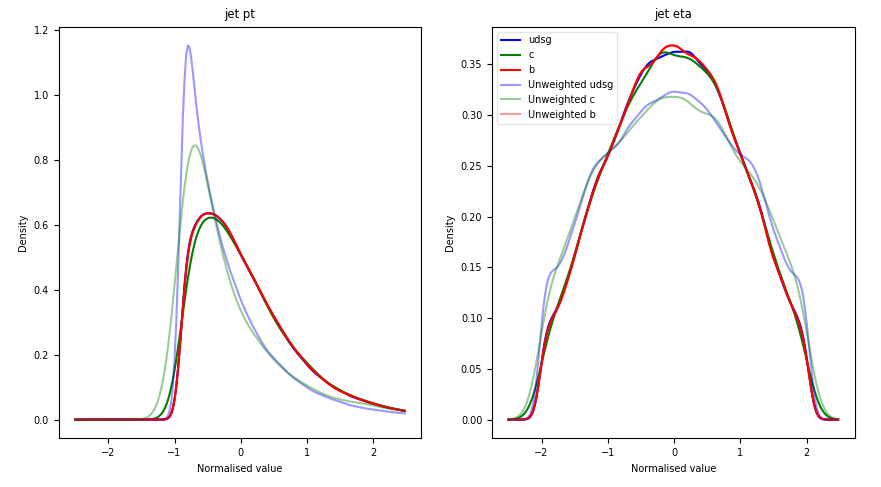 jet pt
jet eta
1.2
1.0
0.8
0.6
0.4
0.2
0.0
Density
−2
−1
0
1
2
Normalised value
udsg
c
b
Unweighted udsg
Unweighted c
Unweighted b
0.35
0.30
0.25
0.20
0.15
0.10
0.05
0.00
Density
−2
−1
0
1
2
Normalised value